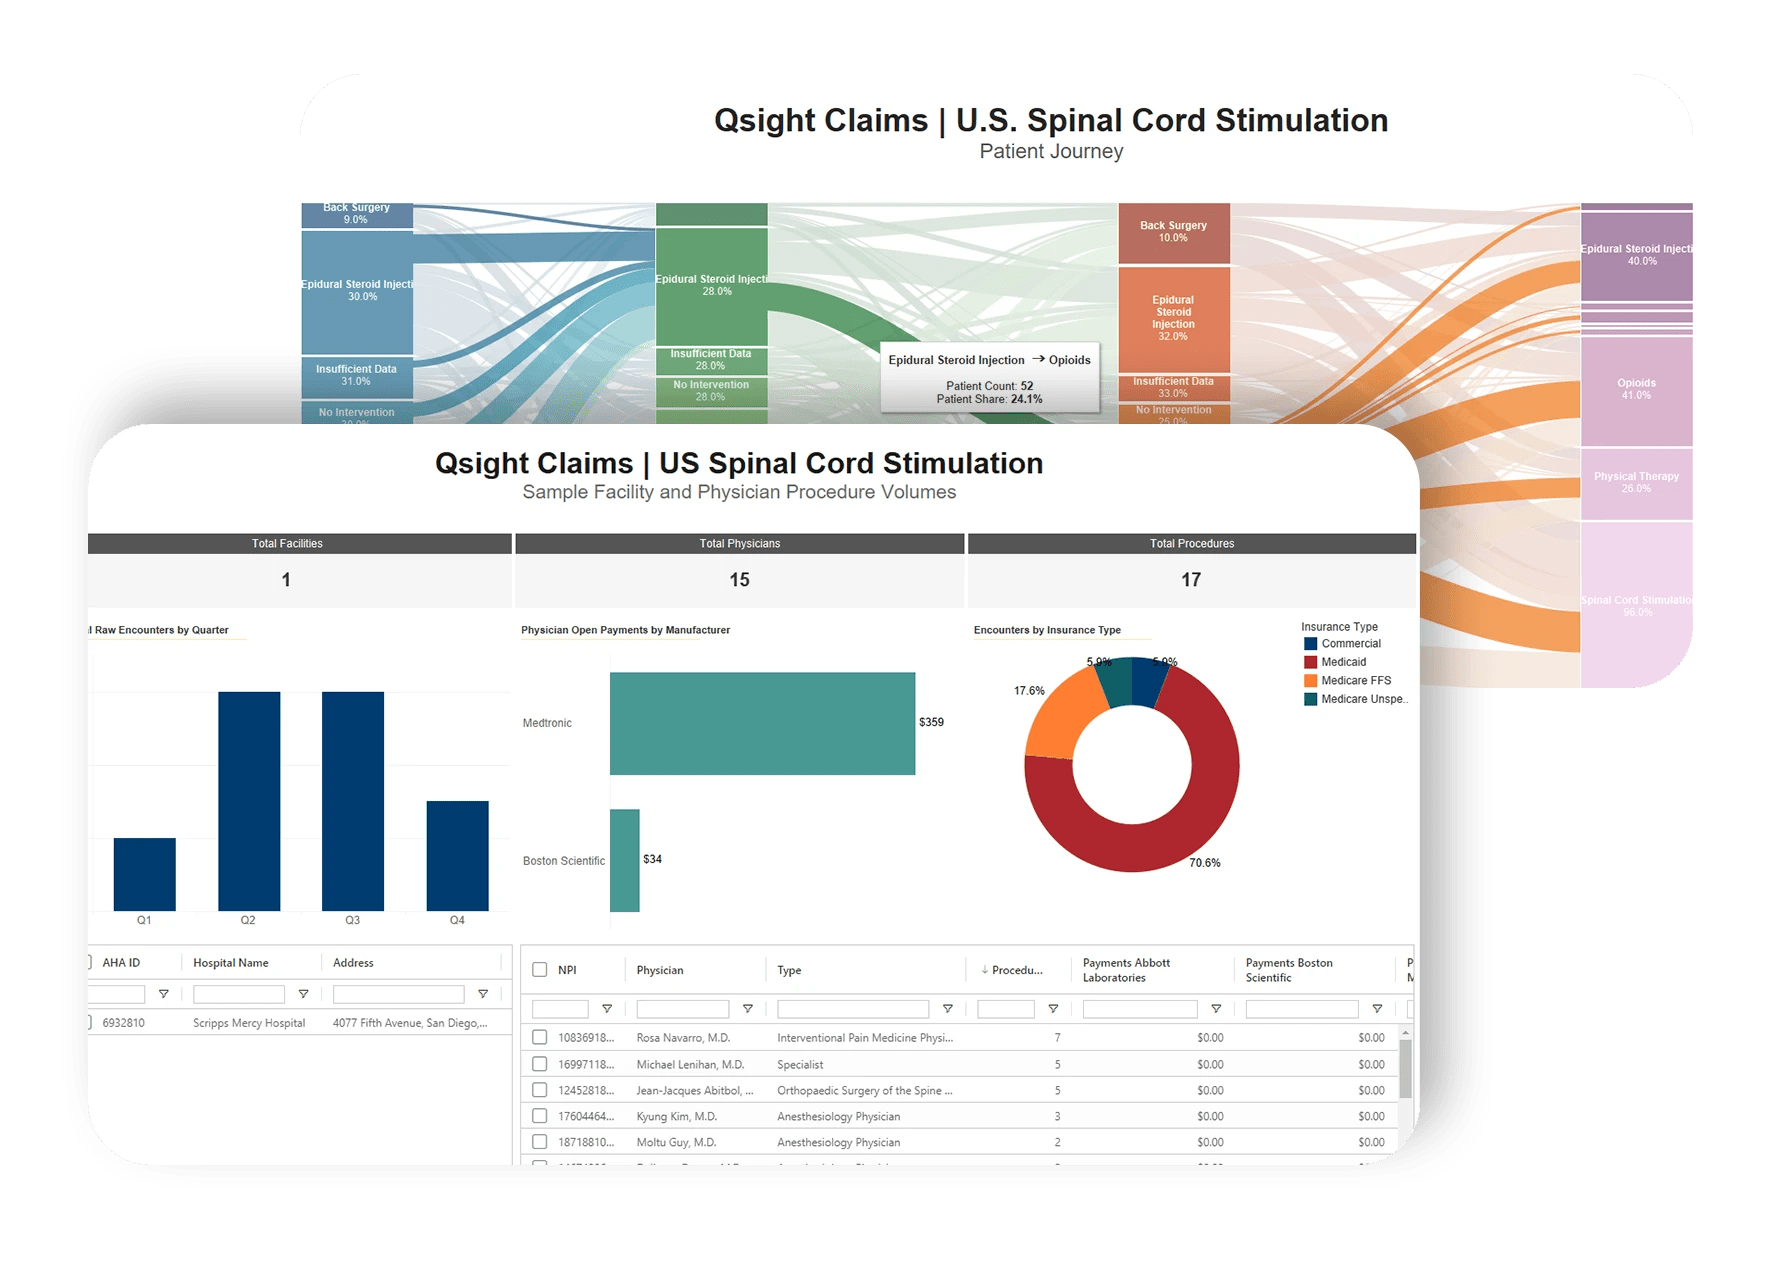 Qsight Claims | U.S. Spinal Cord Stimulation
Patient Journey
Back Surgery
9.0%
Epidural Steroid Injecti
30.0%
Insufficient Data
31.0%
No Intervention
Epidural Steroid Injecti
28.0%
Insufficient Data
28.0%
No Intervention
28.0%
Epidural Steroid Injection → Opioids
Patient Count: 52
Patient Share: 24.1%
Back Surgery
10.0%
Epidural
Steroid
Injection
32.0%
Insufficient Data
33.0%
No Intervention
25.0%
Epidural Steroid Injecti
40.0%
Opioids
41.0%
Physical Therapy
26.0%
Spinal Cord Stimulatio
96.0%
Qsight Claims | US Spinal Cord Stimulation
Sample Facility and Physician Procedure Volumes
Total Facilities
1
Total Physicians
15
Total Procedures
17
l Raw Encounters by Quarter
Q1 Q2 Q3 Q4
Physician Open Payments by Manufacturer
Medtronic $359
Boston Scientific $34
Encounters by Insurance Type
5.9% 5.9%
17.6%
70.6%
Insurance Type
Commercial
Medicaid
Medicare FFS
Medicare Unspe..
AHA ID Hospital Name Address
6932810 Scripps Mercy Hospital 4077 Fifth Avenue, San Diego,...
NPI Physician Type ↓ Procedu... Payments Abbott Laboratories Payments Boston Scientific P M
10836918... Rosa Navarro, M.D. Interventional Pain Medicine Physi... 7 $0.00 $0.00
16997118... Michael Lenihan, M.D. Specialist 5 $0.00 $0.00
12452818... Jean-Jacques Abitbol, ... Orthopaedic Surgery of the Spine ... 5 $0.00 $0.00
17604464... Kyung Kim, M.D. Anesthesiology Physician 3 $0.00 $0.00
18718810... Moltu Guy, M.D. Anesthesiology Physician 2 $0.00 $0.00